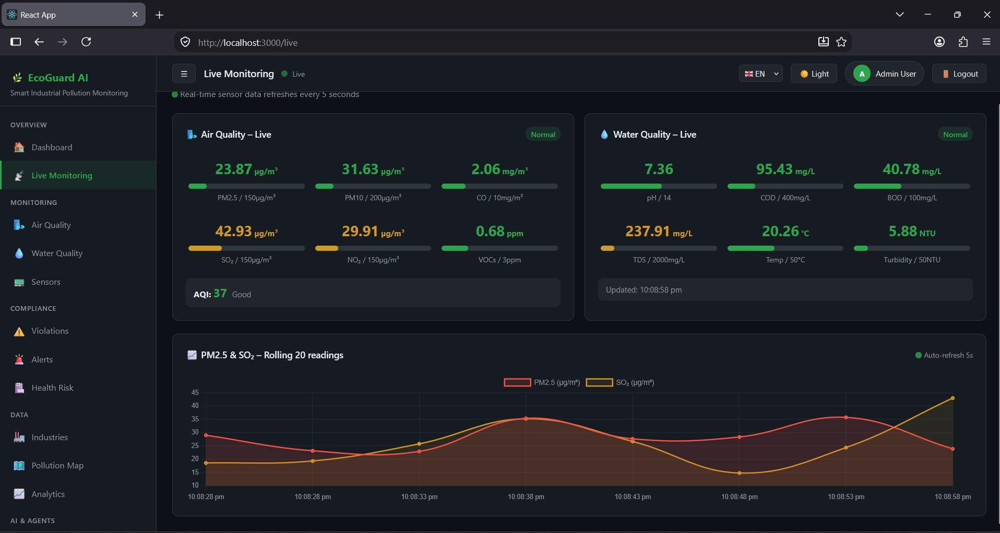 React App
http://localhost:3000/live
EcoGuard AI
Smart Industrial Pollution Monitoring
Live Monitoring Live
EN
Light
A Admin User
Logout
Real-time sensor data refreshes every 5 seconds
OVERVIEW
Dashboard
Live Monitoring
MONITORING
Air Quality
Water Quality
Sensors
COMPLIANCE
Violations
Alerts
Health Risk
DATA
Industries
Pollution Map
Analytics
AI & AGENTS
Air Quality – Live
Normal
23.87 µg/m³
PM2.5 / 150µg/m³
31.63 µg/m³
PM10 / 200µg/m³
2.06 mg/m³
CO / 10mg/m³
42.93 µg/m³
SO₂ / 150µg/m³
29.91 µg/m³
NO₂ / 150µg/m³
0.68 ppm
VOCs / 3ppm
AQI: 37 Good
Water Quality – Live
Normal
7.36
pH / 14
95.43 mg/L
COD / 400mg/L
40.78 mg/L
BOD / 100mg/L
237.91 mg/L
TDS / 2000mg/L
20.26 °C
Temp / 50°C
5.88 NTU
Turbidity / 50NTU
Updated: 10:08:58 pm
PM2.5 & SO₂ – Rolling 20 readings
Auto-refresh 5s
PM2.5 (µg/m³) SO₂ (µg/m³)
45
40
35
30
25
20
15
10
10:08:28 pm 10:08:28 pm 10:08:33 pm 10:08:38 pm 10:08:43 pm 10:08:48 pm 10:08:53 pm 10:08:58 pm